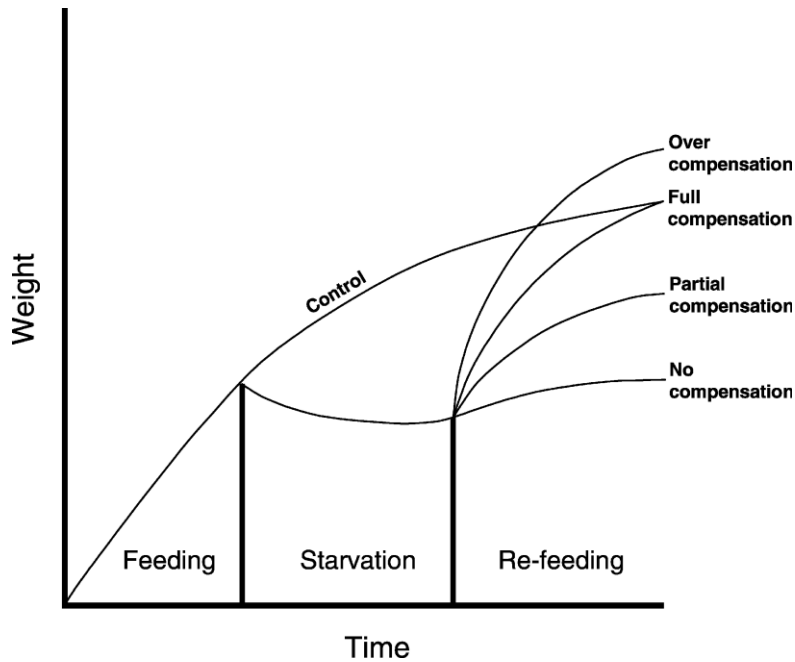 Over
compensation
Full
compensation
Control
Partial
compensation
No
compensation
Weight
Feeding
Starvation
Re-feeding
Time